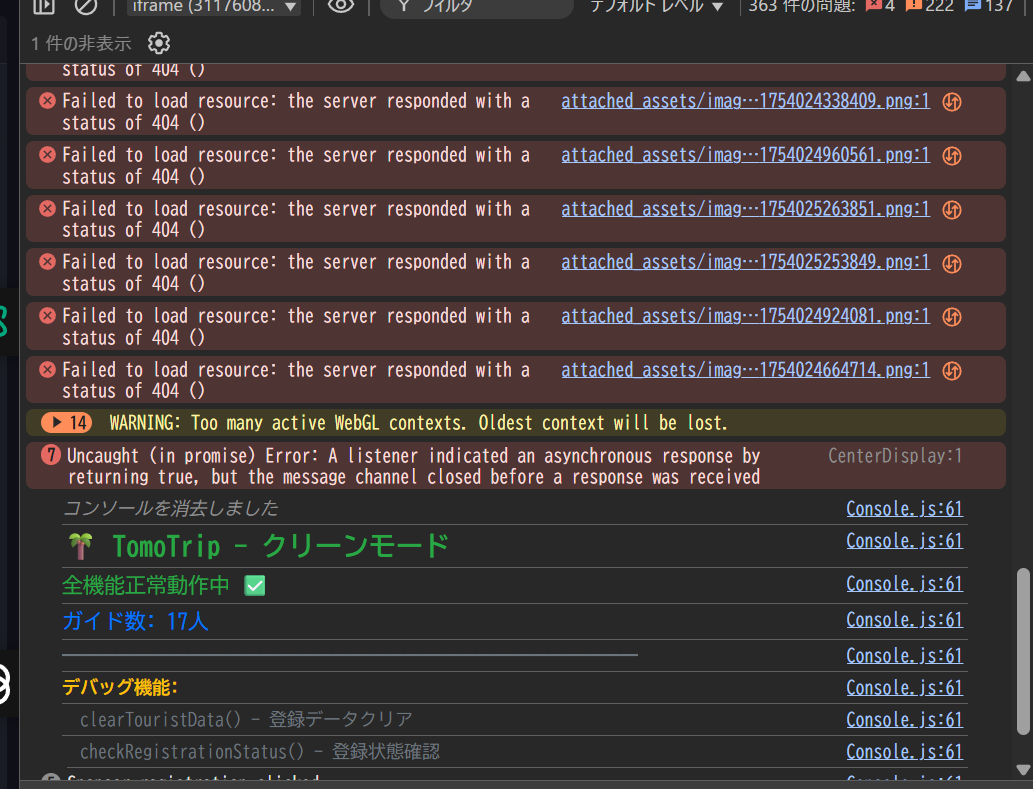 iframe (3117608... ▼
フィルタ
デフォルト レベル ▼
363 件の問題: 4 222 137
1 件の非表示
status of 404 ()
Failed to load resource: the server responded with a attached_assets/imag…1754024338409.png:1
status of 404 ()
Failed to load resource: the server responded with a attached_assets/imag…1754024960561.png:1
status of 404 ()
Failed to load resource: the server responded with a attached_assets/imag…1754025263851.png:1
status of 404 ()
Failed to load resource: the server responded with a attached_assets/imag…1754025253849.png:1
status of 404 ()
Failed to load resource: the server responded with a attached_assets/imag…1754024924081.png:1
status of 404 ()
Failed to load resource: the server responded with a attached_assets/imag…1754024664714.png:1
status of 404 ()
14 WARNING: Too many active WebGL contexts. Oldest context will be lost.
7 Uncaught (in promise) Error: A listener indicated an asynchronous response by CenterDisplay:1
returning true, but the message channel closed before a response was received
コンソールを消去しました Console.js:61
🌴 TomoTrip - クリーンモード Console.js:61
全機能正常動作中 ✅ Console.js:61
ガイド数: 17人 Console.js:61
Console.js:61
デバッグ機能: Console.js:61
clearTouristData() - 登録データクリア Console.js:61
checkRegistrationStatus() - 登録状態確認 Console.js:61